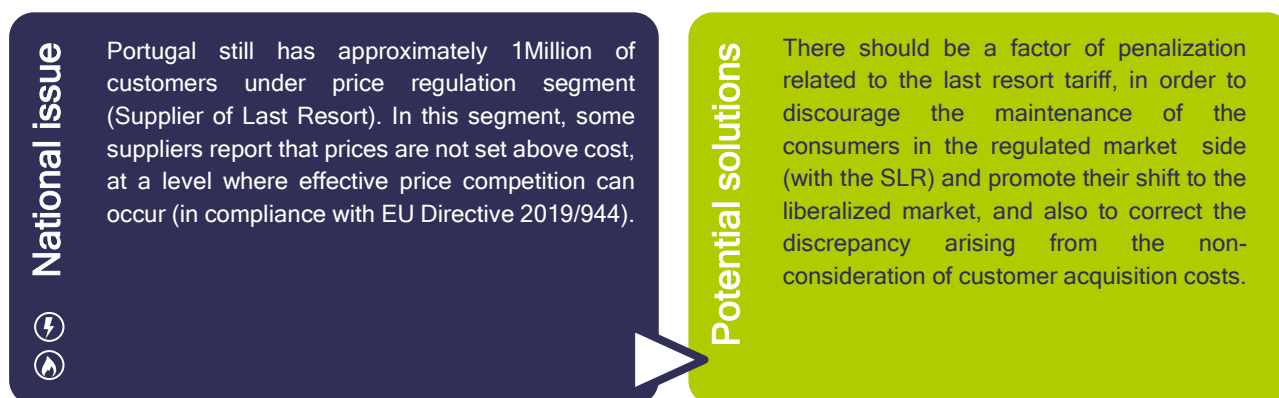 National issue
Portugal still has approximately 1Million of
customers under price regulation segment
(Supplier of Last Resort). In this segment, some
suppliers report that prices are not set above cost,
at a level where effective price competition can
occur (in compliance with EU Directive 2019/944).
Potential solutions
There should be a factor of penalization
related to the last resort tariff, in order to
discourage the maintenance of the
consumers in the regulated market side
(with the SLR) and promote their shift to the
liberalized market, and also to correct the
discrepancy arising from the non-
consideration of customer acquisition costs.